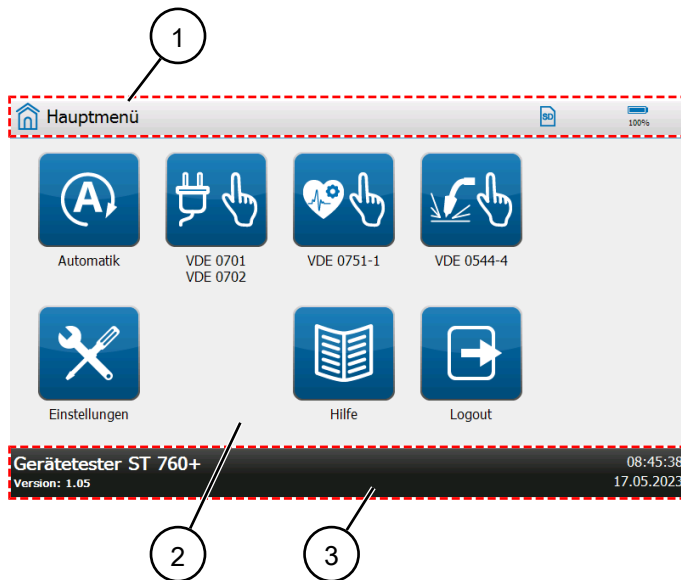 1
Hauptmenü
SD
100%
A
Automatik
VDE 0701
VDE 0702
VDE 0751-1
VDE 0544-4
Einstellungen
Hilfe
Logout
Gerätetester ST 760+
08:45:38
Version: 1.05
17.05.2023
2
3